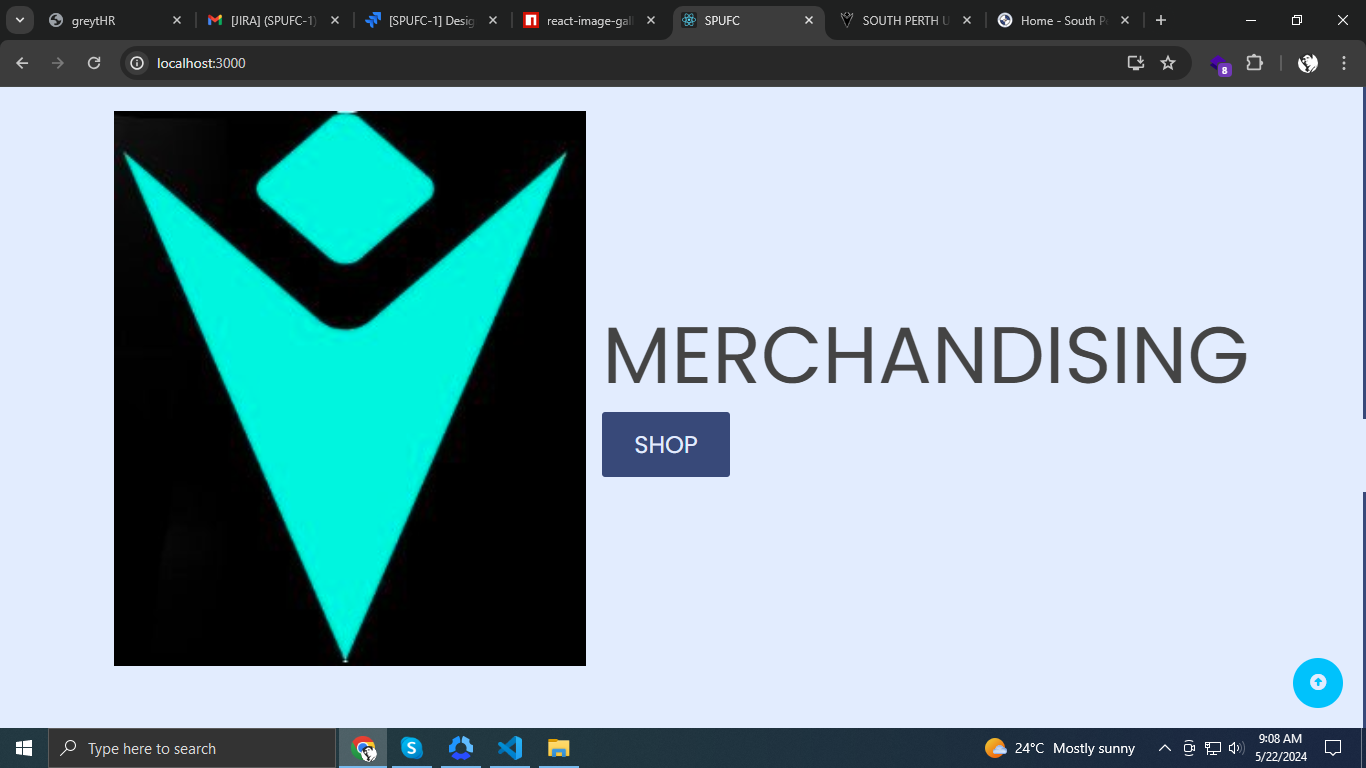 greytHR
[JIRA] (SPUFC-1)
[SPUFC-1] Desig
react-image-gall
SPUFC
SOUTH PERTH U
Home - South Pe
localhost:3000
8
MERCHANDISING
SHOP
Type here to search
24°C Mostly sunny
9:08 AM
5/22/2024